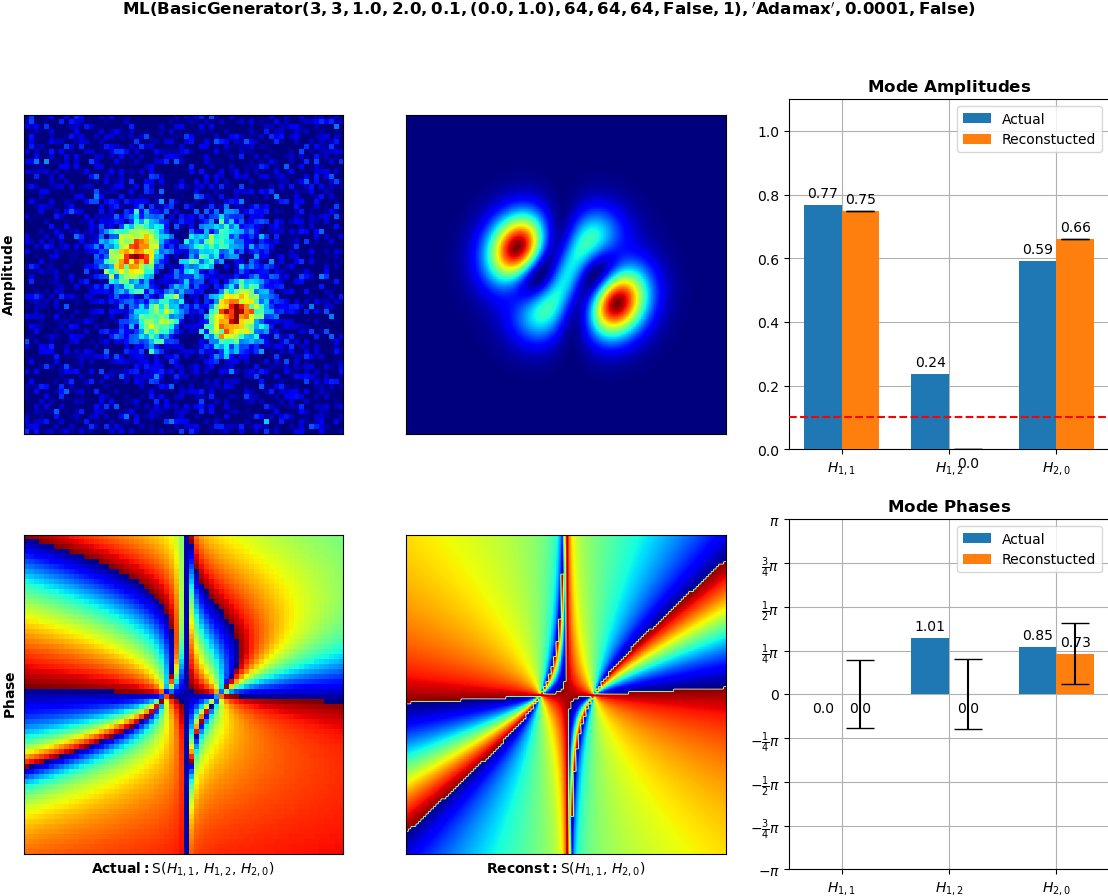 ML(BasicGenerator(3, 3, 1.0, 2.0, 0.1, (0.0, 1.0), 64, 64, 64, False, 1), ′Adamax′, 0.0001, False)
Amplitude
Mode Amplitudes
Actual
Reconstucted
1.0
0.8
0.6
0.4
0.2
0.0
0.77
0.75
0.24
0.0
0.59
0.66
H1,1
H1,2
H2,0
Phase
Actual: S(H1,1, H1,2, H2,0)
Reconst: S(H1,1, H2,0)
Mode Phases
Actual
Reconstucted
π
3/4π
1/2π
1/4π
0
−1/4π
−1/2π
−3/4π
−π
0.0
0.0
1.01
0.0
0.85
0.73
H1,1
H1,2
H2,0